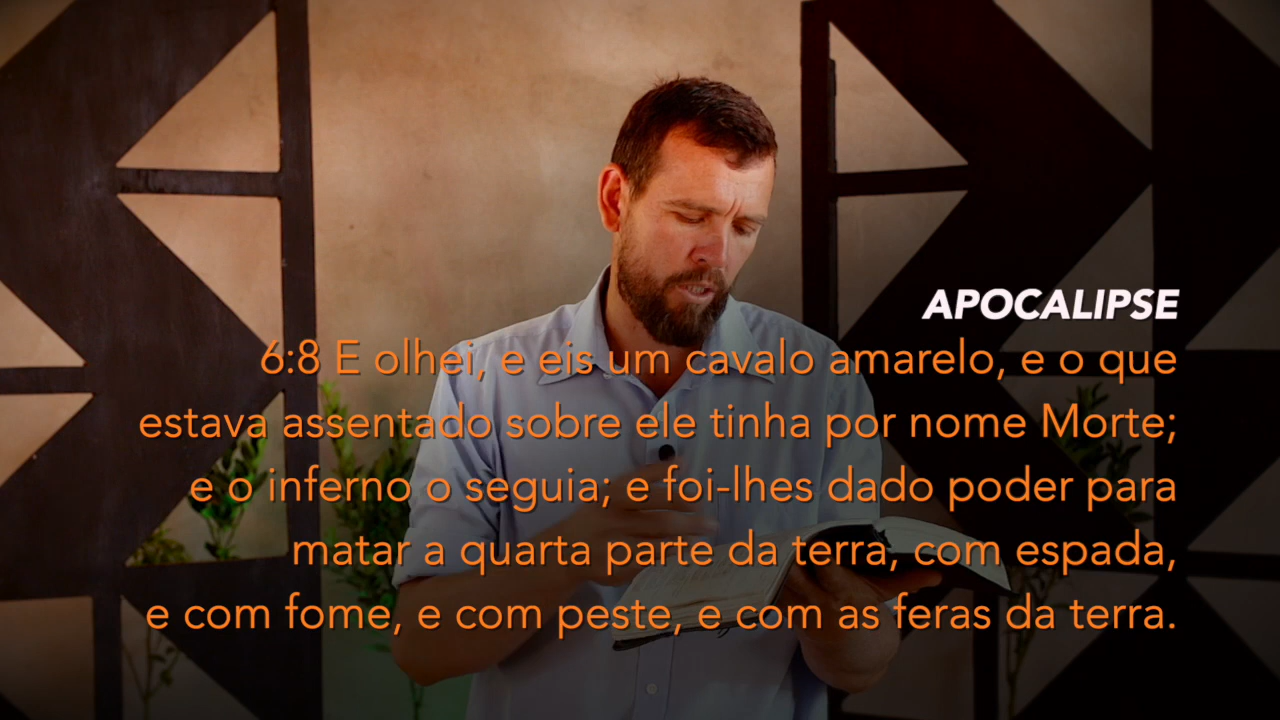 APOCALIPSE
6:8 E olhei, e eis um cavalo amarelo, e o que
estava assentado sobre ele tinha por nome Morte;
e o inferno o seguia; e foi-lhes dado poder para
matar a quarta parte da terra, com espada,
e com fome, e com peste, e com as feras da terra.